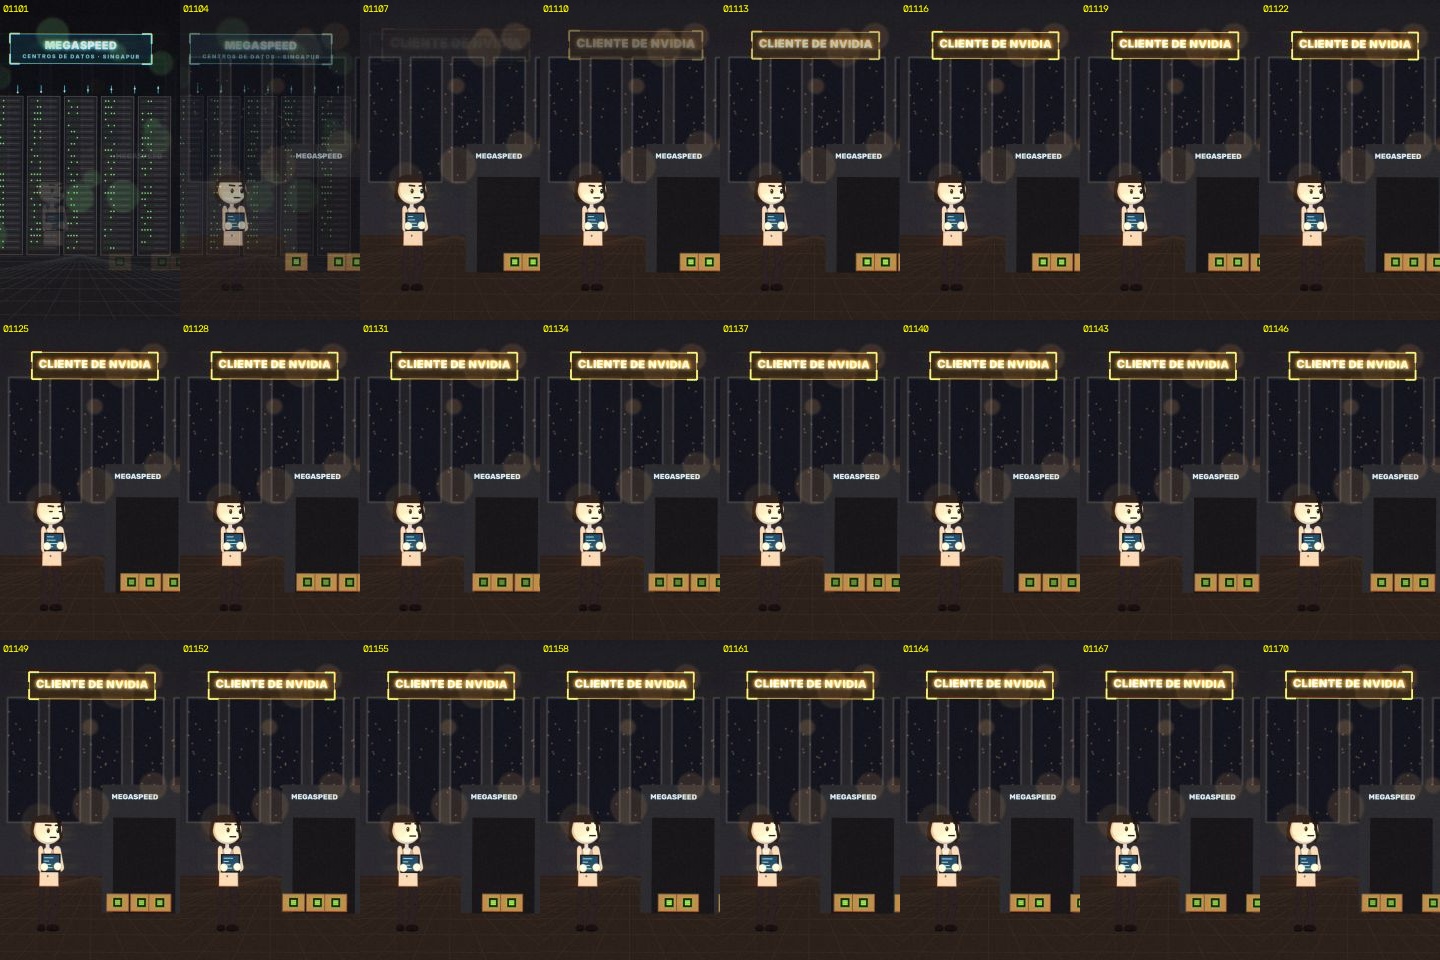 01101 01104 01107 01110 01113 01116 01119 01122
MEGASPEED MEGASPEED CLIENTE DE NVIDIA CLIENTE DE NVIDIA CLIENTE DE NVIDIA CLIENTE DE NVIDIA CLIENTE DE NVIDIA CLIENTE DE NVIDIA
CENTROS DE DATOS · SINGAPUR CENTROS DE DATOS · SINGAPUR
MEGASPEED MEGASPEED MEGASPEED MEGASPEED MEGASPEED MEGASPEED MEGASPEED MEGASPEED
01125 01128 01131 01134 01137 01140 01143 01146
CLIENTE DE NVIDIA CLIENTE DE NVIDIA CLIENTE DE NVIDIA CLIENTE DE NVIDIA CLIENTE DE NVIDIA CLIENTE DE NVIDIA CLIENTE DE NVIDIA CLIENTE DE NVIDIA
MEGASPEED MEGASPEED MEGASPEED MEGASPEED MEGASPEED MEGASPEED MEGASPEED MEGASPEED
01149 01152 01155 01158 01161 01164 01167 01170
CLIENTE DE NVIDIA CLIENTE DE NVIDIA CLIENTE DE NVIDIA CLIENTE DE NVIDIA CLIENTE DE NVIDIA CLIENTE DE NVIDIA CLIENTE DE NVIDIA CLIENTE DE NVIDIA
MEGASPEED MEGASPEED MEGASPEED MEGASPEED MEGASPEED MEGASPEED MEGASPEED MEGASPEED